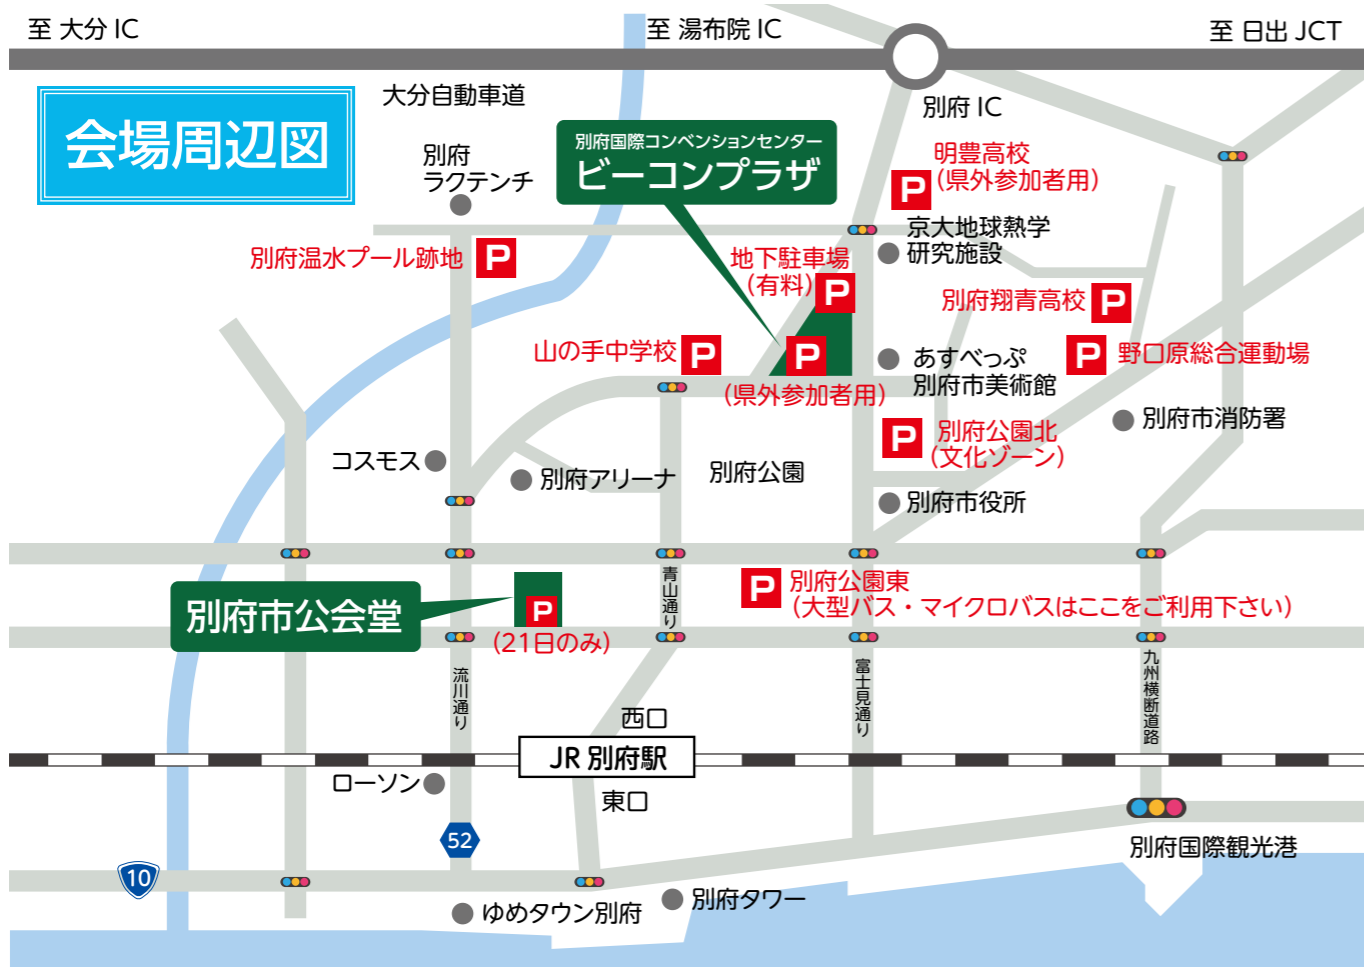 至 大分 IC
至 湯布院 IC
至 日出 JCT
会場周辺図
大分自動車道
別府 IC
別府国際コンベンションセンター
ビーコンプラザ
別府
ラクテンチ
明豊高校
（県外参加者用）
P
京大地球熱学
研究施設
別府温水プール跡地
P
地下駐車場
（有料）
P
別府翔青高校
P
山の手中学校
P
P
（県外参加者用）
あすべっぷ
別府市美術館
P
野口原総合運動場
別府市消防署
P
別府公園北
（文化ゾーン）
コスモス
別府アリーナ
別府公園
別府市役所
別府市公会堂
P
（21日のみ）
青山通り
P
別府公園東
（大型バス・マイクロバスはここをご利用下さい）
流川通り
富士見通り
九州横断道路
西口
JR 別府駅
東口
ローソン
52
10
別府国際観光港
ゆめタウン別府
別府タワー